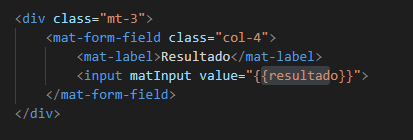 <div class="mt-3">
<mat-form-field class="col-4">
<mat-label>Resultado</mat-label>
<input matInput value="{{resultado}}">
</mat-form-field>
</div>